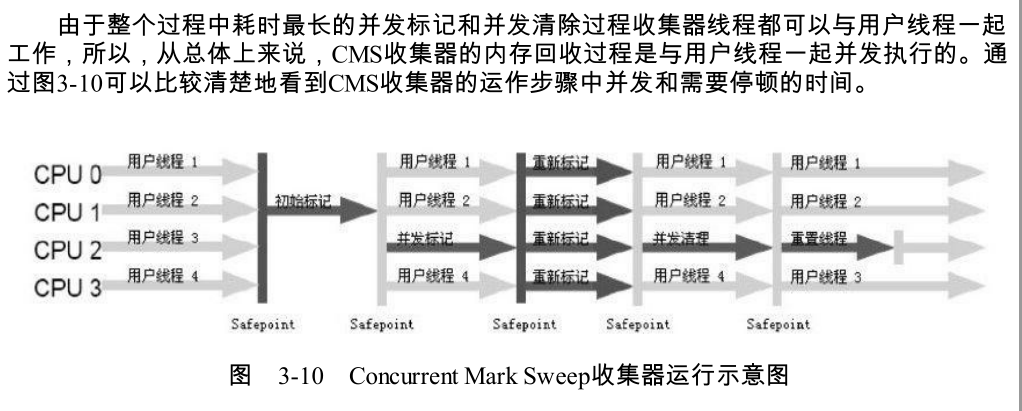 由于整个过程中耗时最长的并发标记和并发清除过程收集器线程都可以与用户线程一起
工作，所以，从总体上来说，CMS收集器的内存回收过程是与用户线程一起并发执行的。通
过图3-10可以比较清楚地看到CMS收集器的运作步骤中并发和需要停顿的时间。
CPU 0 用户线程 1 用户线程 1 重新标记 用户线程 1 用户线程 1
CPU 1 用户线程 2 初始标记 用户线程 2 重新标记 用户线程 2 用户线程 2
CPU 2 用户线程 3 并发标记 重新标记 并发清理 重置线程
CPU 3 用户线程 4 用户线程 4 重新标记 用户线程 4 用户线程 3
Safepoint Safepoint Safepoint Safepoint Safepoint
图 3-10 Concurrent Mark Sweep收集器运行示意图